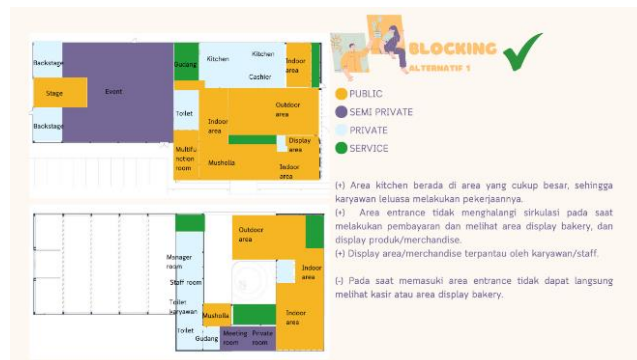 BLOCKING
ALTERNATIF 1
PUBLIC
SEMI PRIVATE
PRIVATE
SERVICE
(+) Area kitchen berada di area yang cukup besar, sehingga
karyawan leluasa melakukan pekerjaannya.
(+) Area entrance tidak menghalangi sirkulasi pada saat
melakukan pembayaran dan melihat area display bakery, dan
display produk/merchandise.
(+) Display area/merchandise terpantau oleh karyawan/staff.
(-) Pada saat memasuki area entrance tidak dapat langsung
melihat kasir atau area display bakery.
Backstage
Stage
Event
Backstage
Gudang
Kitchen
Kitchen
Cashier
Indoor
area
Toilet
Indoor
area
Outdoor
area
Multifu
nction
room
Musholla
Display
area
Indoor
area
Outdoor
area
Manager
room
Staff room
Indoor
area
Toilet
karyawan
Musholla
Indoor
area
Toilet
Gudang
Meeting
room
Private
room